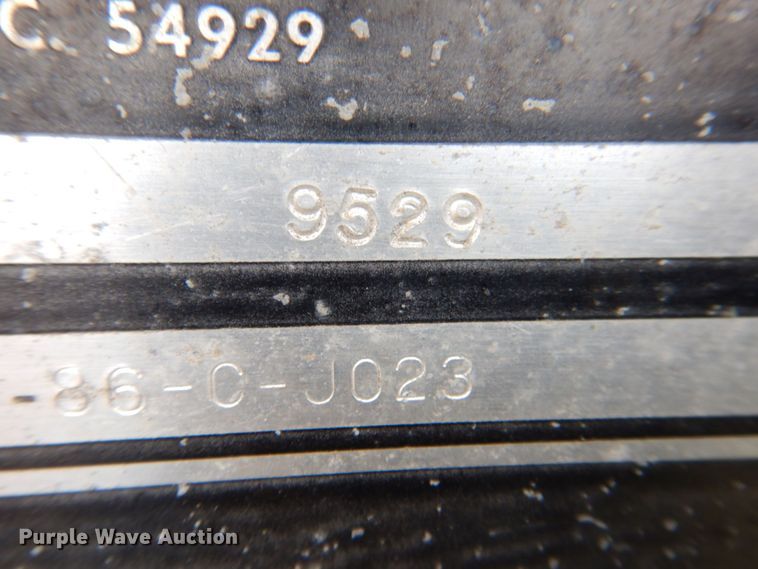 C. 54929
9529
-86-C-J023
Purple Wave Auction